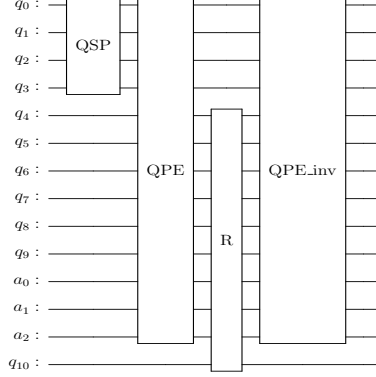 q₀ :
q₁ :
QSP
q₂ :
q₃ :
q₄ :
q₅ :
q₆ : QPE QPE_inv
q₇ :
q₈ :
R
q₉ :
a₀ :
a₁ :
a₂ :
q₁₀ :